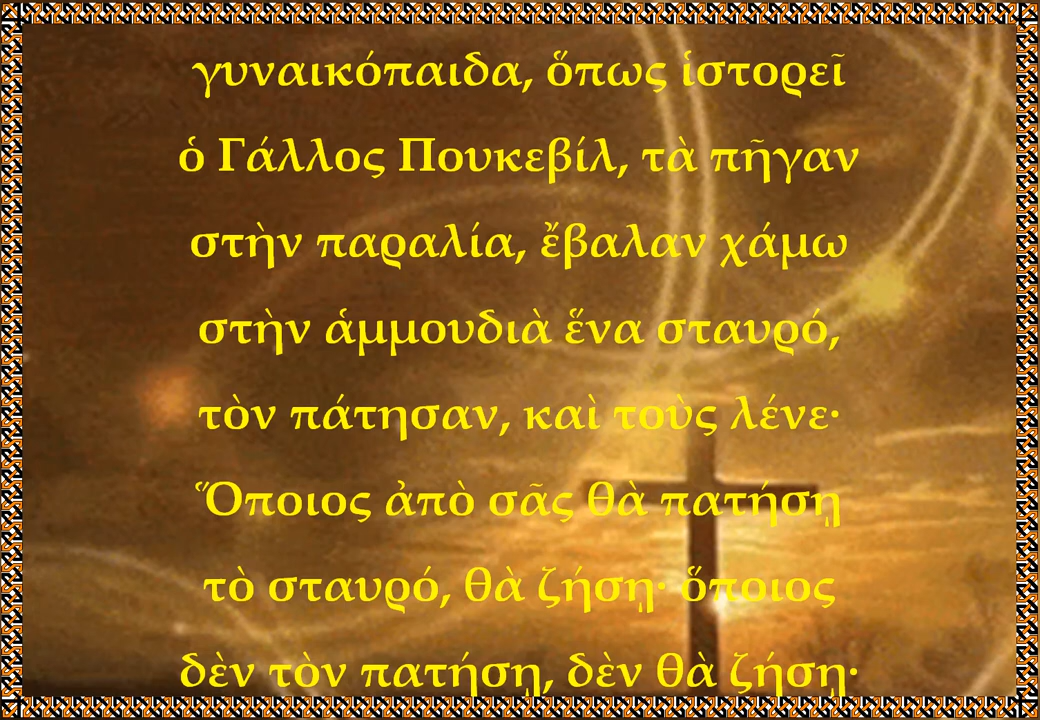 γυναικόπαιδα, ὅπως ἱστορεῖ
ὁ Γάλλος Πουκεβίλ, τὰ πῆγαν
στὴν παραλία, ἔβαλαν χάμω
στὴν ἁμμουδιὰ ἕνα σταυρό,
τὸν πάτησαν, καὶ τοὺς λένε·
Ὅποιος ἀπὸ σᾶς θὰ πατήσῃ
τὸ σταυρό, θὰ ζήσῃ· ὅποιος
δὲν τὸν πατήσῃ, δὲν θὰ ζήσῃ·